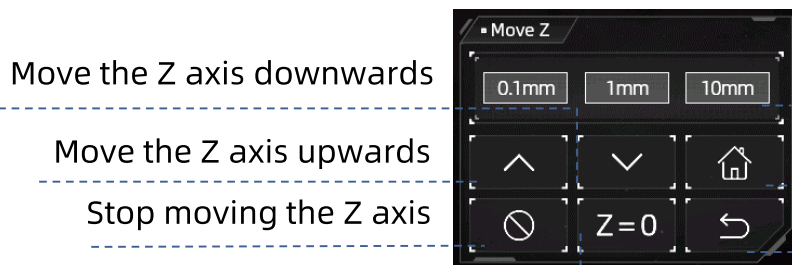 Move Z
Move the Z axis downwards
0.1mm 1mm 10mm
Move the Z axis upwards
Stop moving the Z axis
Z=0